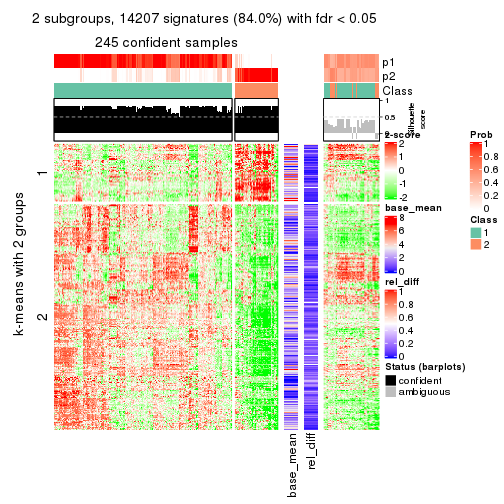 2 subgroups, 14207 signatures (84.0%) with fdr < 0.05
245 confident samples
p1
p2
Class
1
0.5
0
Silhouette
score
k-means with 2 groups
1
2
base_mean
rel_diff
z-score
2
1
0
-1
-2
base_mean
8
6
4
2
0
rel_diff
1
0.8
0.6
0.4
0.2
0
Status (barplots)
confident
ambiguous
Prob
1
0.8
0.6
0.4
0.2
0
Class
1
2